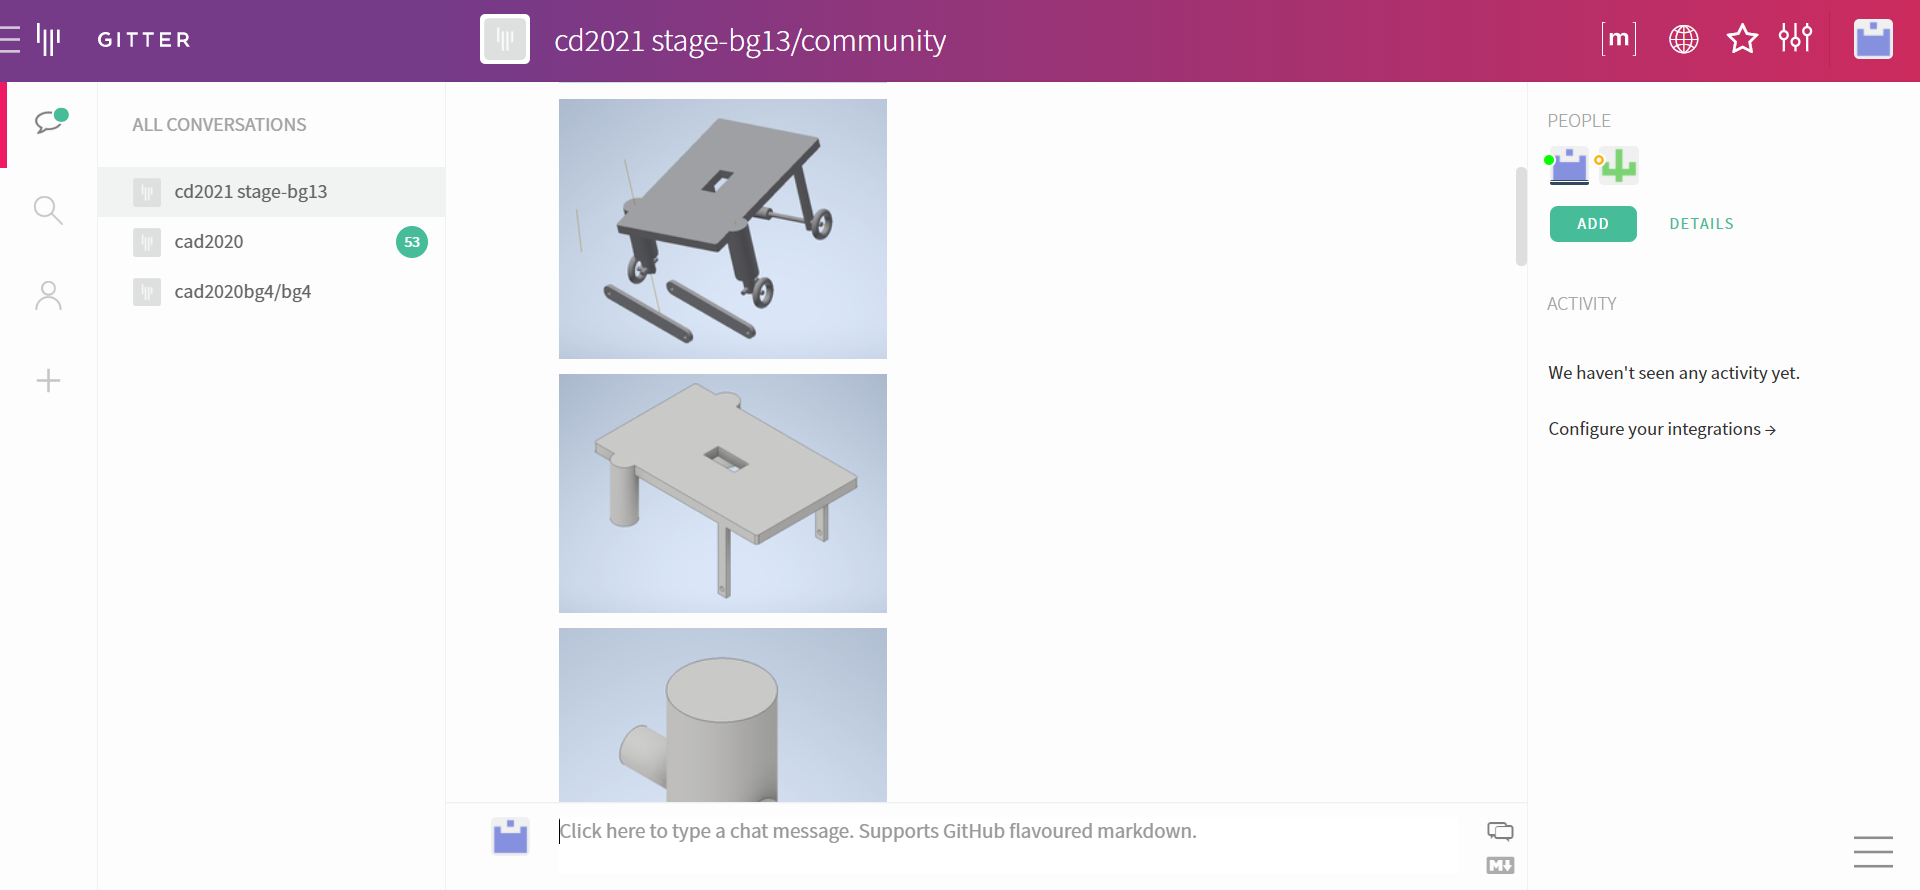 GITTER
cd2021 stage-bg13/community
[m]
ALL CONVERSATIONS
cd2021 stage-bg13
cad2020
53
cad2020bg4/bg4
PEOPLE
ADD
DETAILS
ACTIVITY
We haven't seen any activity yet.
Configure your integrations →
Click here to type a chat message. Supports GitHub flavoured markdown.
M